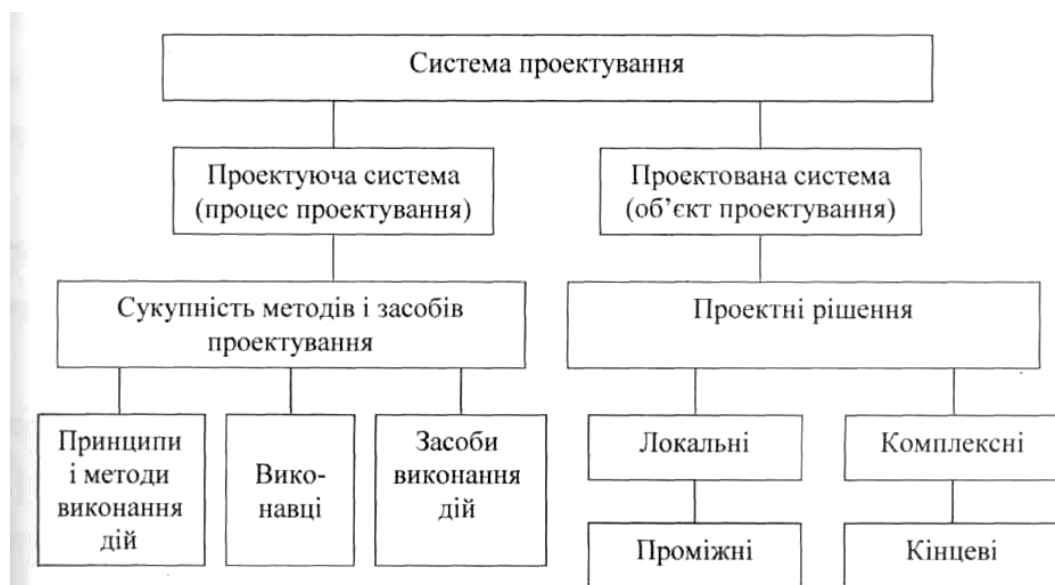 Система проектування
Проектуюча система
(процес проектування)
Проектована система
(об’єкт проектування)
Сукупність методів і засобів
проектування
Проектні рішення
Принципи
і методи
виконання
дій
Вико-
навці
Засоби
виконання
дій
Локальні
Комплексні
Проміжні
Кінцеві